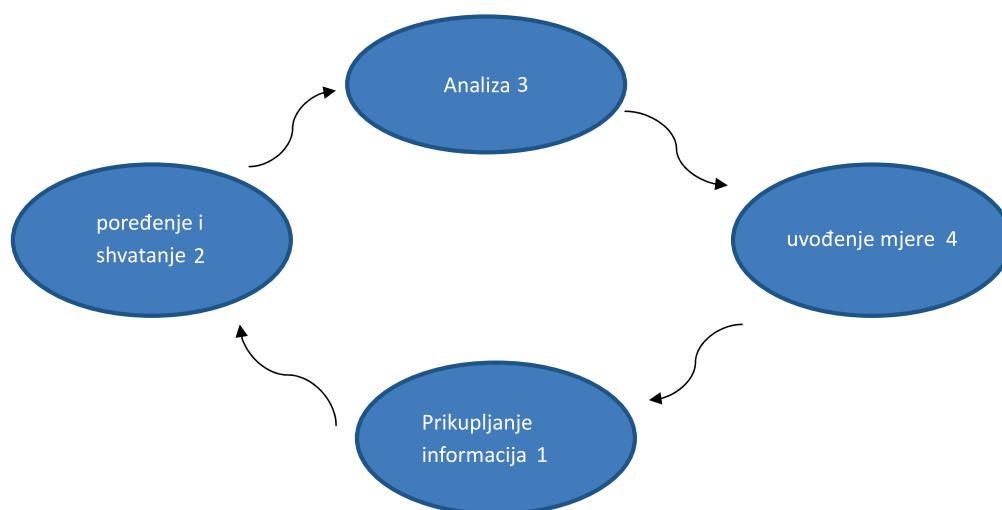 Analiza 3
poređenje i
shvatanje 2
uvođenje mjere 4
Prikupljanje
informacija 1